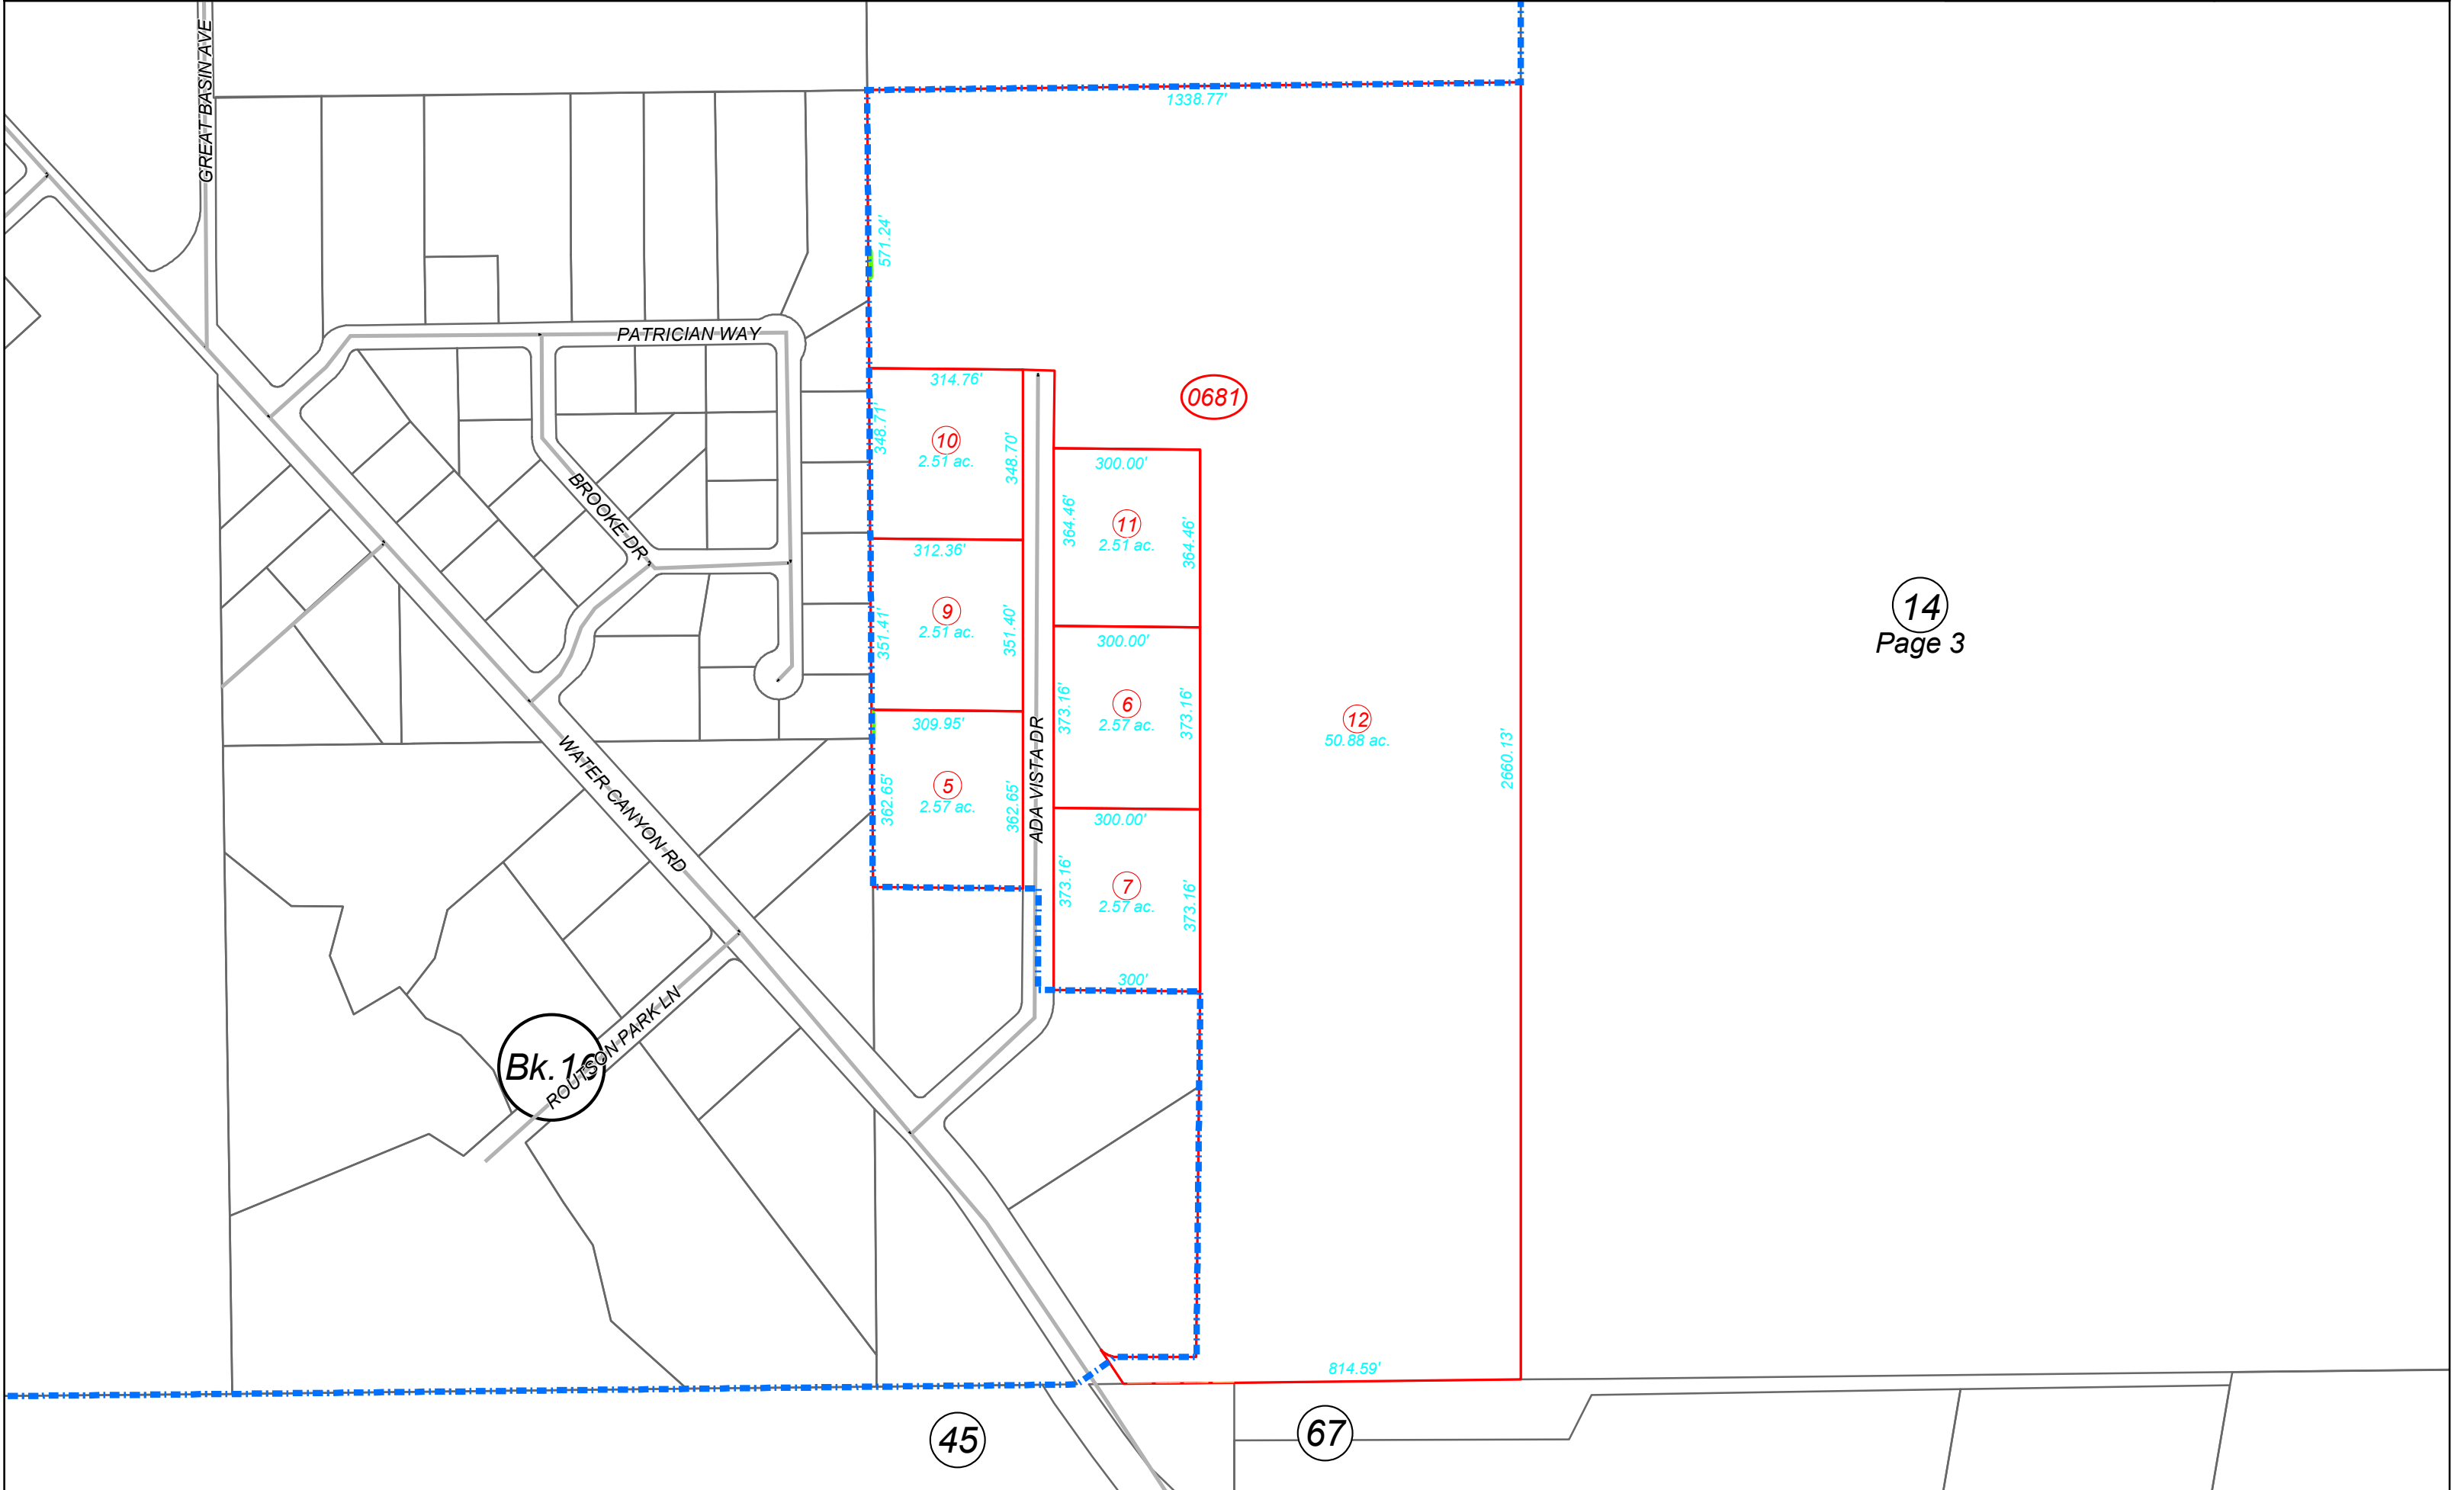 GREAT BASIN AVE
1338.77'
571.24'
PATRICIAN WAY
314.76'
0681
348.71'
10
2.51 ac.
348.70'
300.00'
BROOKE DR
364.46'
11
2.51 ac.
364.46'
312.36'
351.41'
9
2.51 ac.
351.40'
14
Page 3
300.00'
373.16'
6
2.57 ac.
373.16'
12
50.88 ac.
2660.13'
309.95'
WATER CANYON RD
362.65'
5
2.57 ac.
362.65'
ADA VISTA DR
300.00'
373.16'
7
2.57 ac.
373.16'
300'
ROUTSON PARK LN
Bk.16
814.59'
45
67